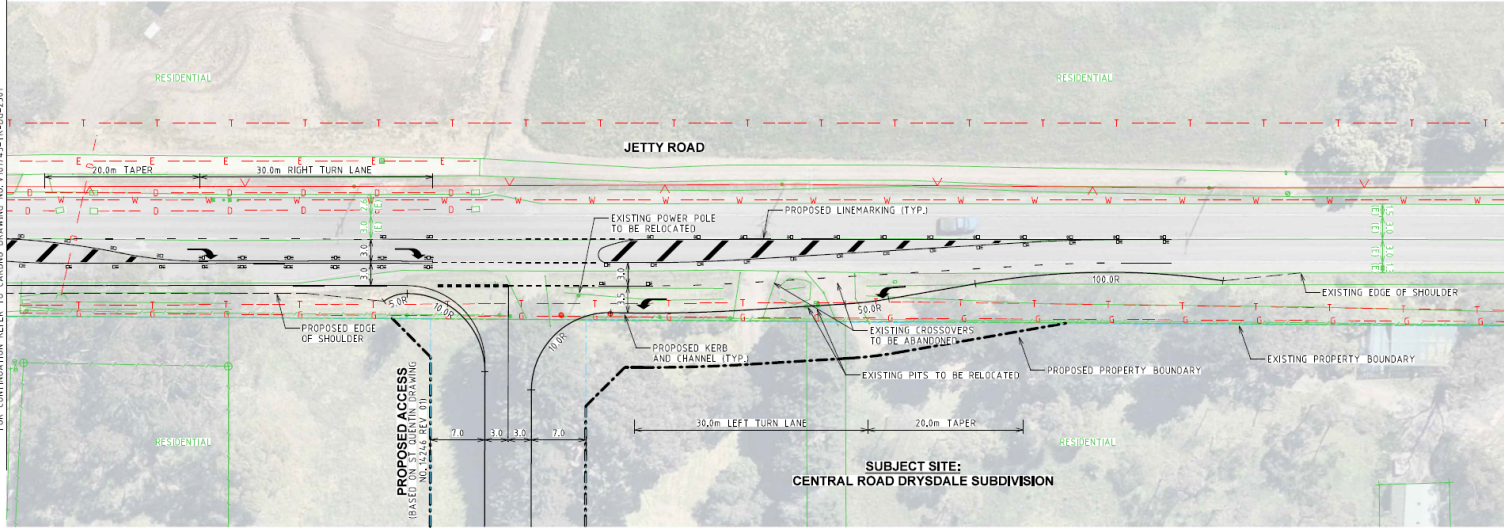 RESIDENTIAL
RESIDENTIAL
JETTY ROAD
20.0m TAPER
30.0m RIGHT TURN LANE
EXISTING POWER POLE
TO BE RELOCATED
PROPOSED LINEMARKING (TYP.)
3.0
3.0
3.0
3.5
5.0R
10.0R
10.0R
50.0R
100.0R
PROPOSED EDGE
OF SHOULDER
PROPOSED KERB
AND CHANNEL (TYP.)
EXISTING CROSSOVERS
TO BE ABANDONED
EXISTING PITS TO BE RELOCATED
EXISTING EDGE OF SHOULDER
EXISTING PROPERTY BOUNDARY
PROPOSED PROPERTY BOUNDARY
PROPOSED ACCESS
(BASED ON ST QUENTIN DRAWING
NO. 14246 REV 01)
7.0
3.0
3.0
7.0
30.0m LEFT TURN LANE
20.0m TAPER
RESIDENTIAL
RESIDENTIAL
SUBJECT SITE:
CENTRAL ROAD DRYSDALE SUBDIVISION